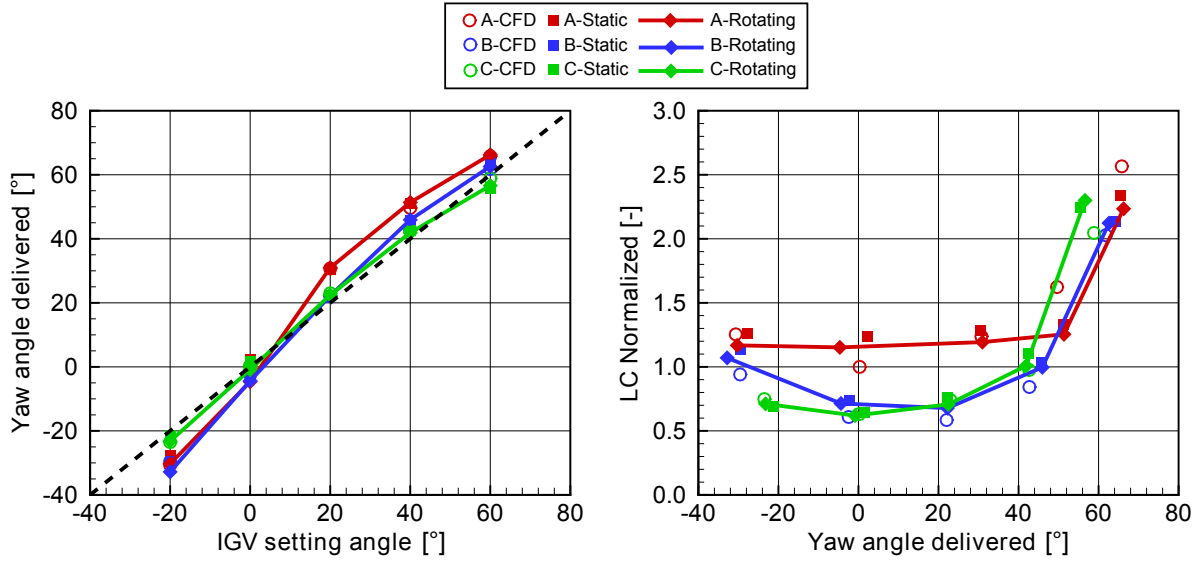 A-CFD A-Static A-Rotating
B-CFD B-Static B-Rotating
C-CFD C-Static C-Rotating
80
60
40
20
0
-20
-40
-40 -20 0 20 40 60 80
Yaw angle delivered [°]
IGV setting angle [°]
3.0
2.5
2.0
1.5
1.0
0.5
0.0
-40 -20 0 20 40 60 80
LC Normalized [-]
Yaw angle delivered [°]